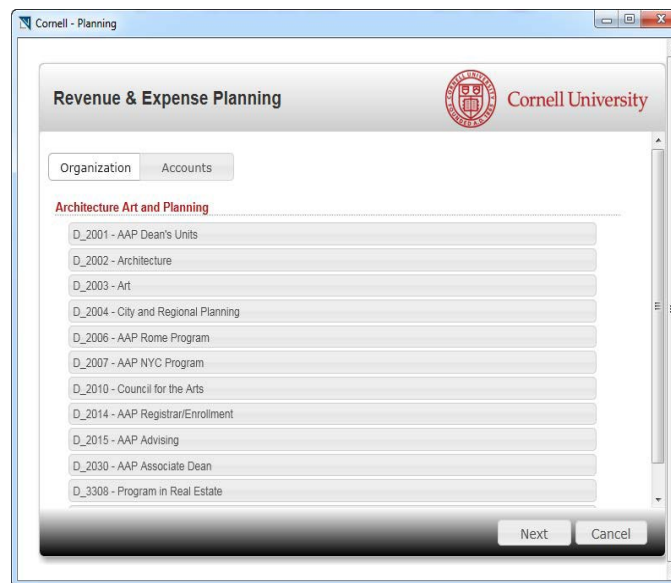 Cornell - Planning
Revenue & Expense Planning
Cornell University
Organization Accounts
Architecture Art and Planning
D_2001 - AAP Dean's Units
D_2002 - Architecture
D_2003 - Art
D_2004 - City and Regional Planning
D_2006 - AAP Rome Program
D_2007 - AAP NYC Program
D_2010 - Council for the Arts
D_2014 - AAP Registrar/Enrollment
D_2015 - AAP Advising
D_2030 - AAP Associate Dean
D_3308 - Program in Real Estate
Next Cancel